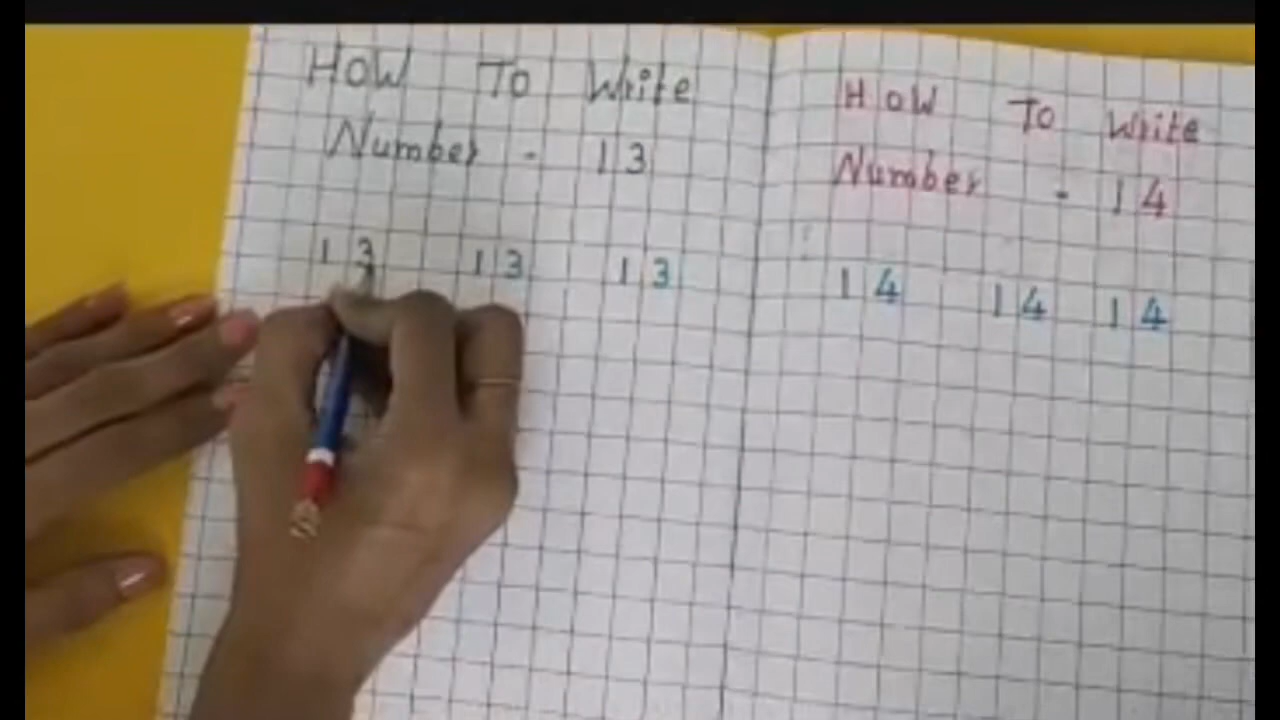 HOW TO Write
Number - 13
13 13 13
HOW TO Write
Number - 14
14 14 14